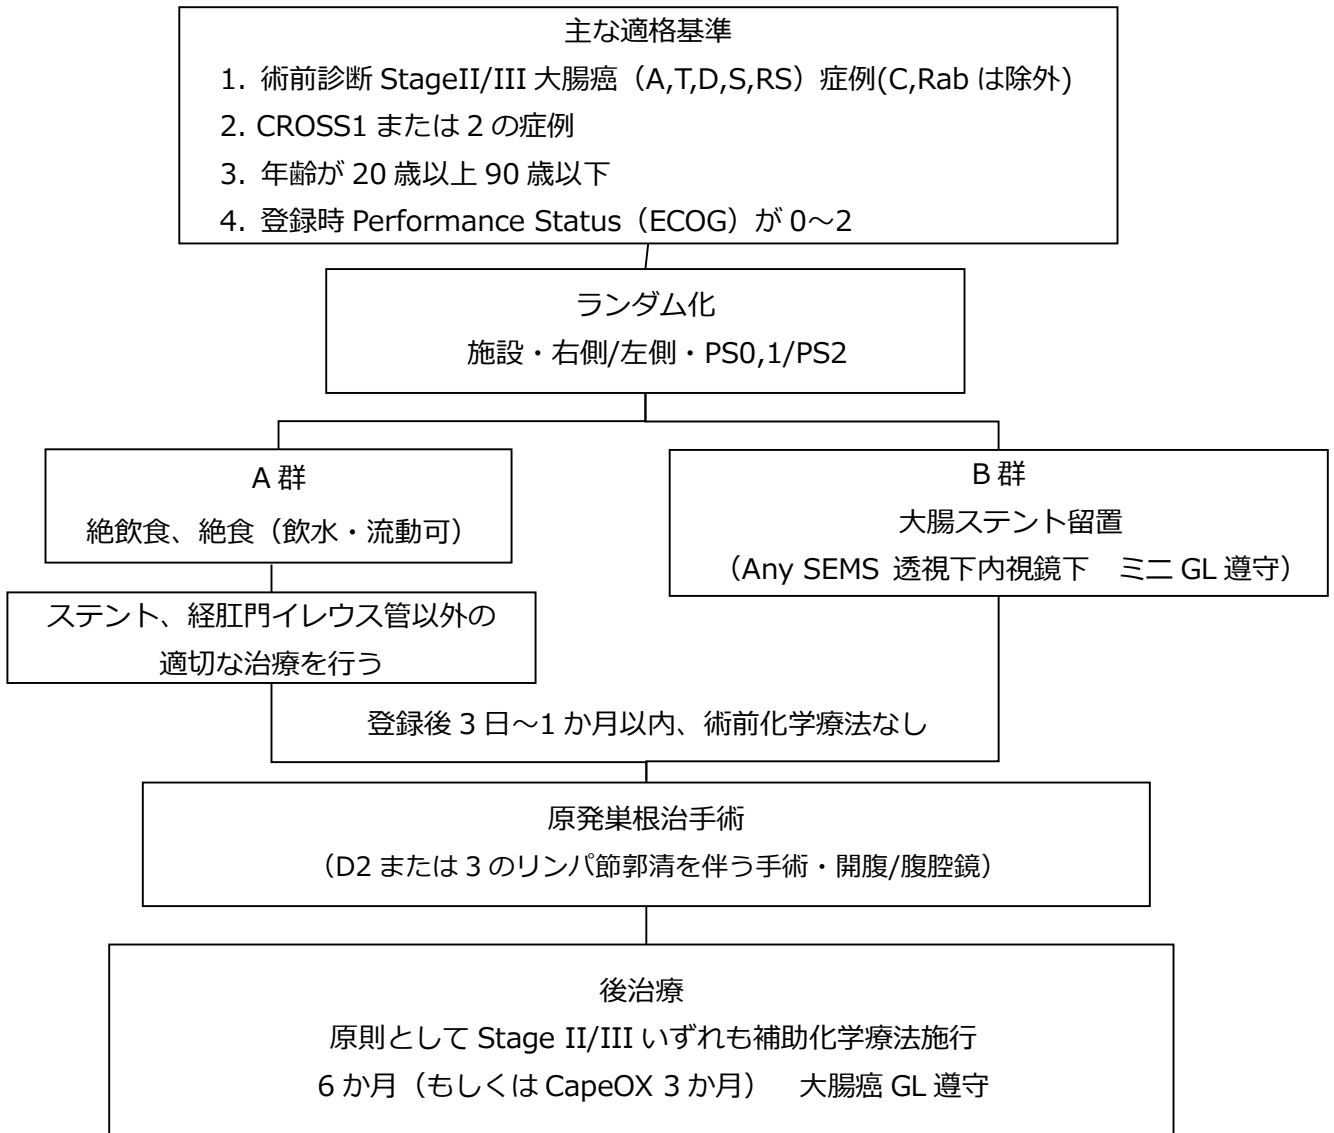 主な適格基準
1. 術前診断 StageII/III 大腸癌（A,T,D,S,RS）症例(C,Rab は除外)
2. CROSS1 または 2 の症例
3. 年齢が 20 歳以上 90 歳以下
4. 登録時 Performance Status（ECOG）が 0～2
ランダム化
施設・右側/左側・PS0,1/PS2
A 群
絶飲食、絶食（飲水・流動可）
B 群
大腸ステント留置
（Any SEMS 透視下内視鏡下　ミニ GL 遵守）
ステント、経肛門イレウス管以外の
適切な治療を行う
登録後 3 日～1 か月以内、術前化学療法なし
原発巣根治手術
（D2 または 3 のリンパ節郭清を伴う手術・開腹/腹腔鏡）
後治療
原則として Stage II/III いずれも補助化学療法施行
6 か月（もしくは CapeOX 3 か月）　大腸癌 GL 遵守